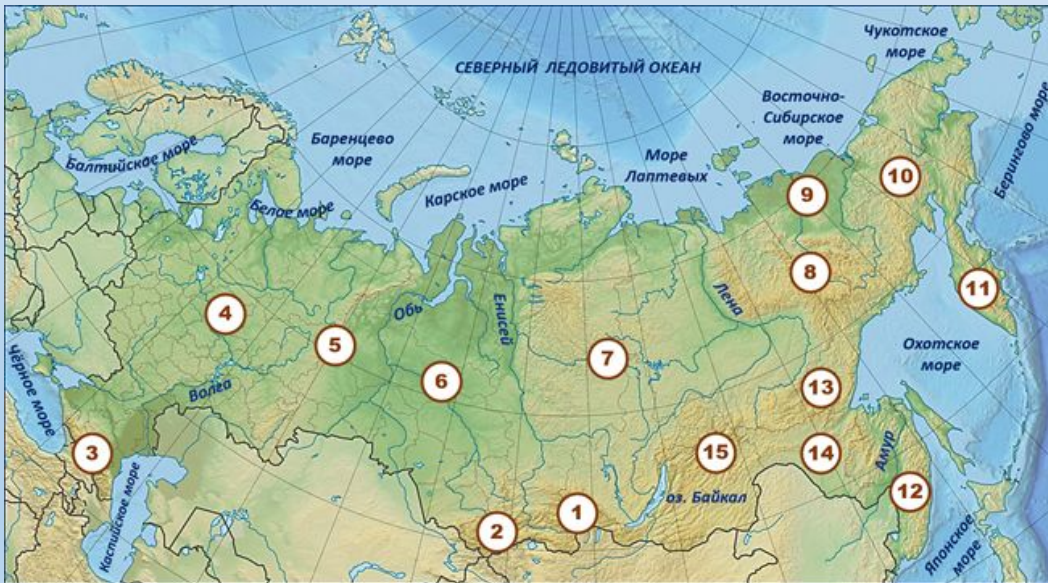 Чукотское
море
СЕВЕРНЫЙ ЛЕДОВИТЫЙ ОКЕАН
Восточно-
Сибирское
море
Берингово море
Баренцево
море
Балтийское море
Море
Лаптевых
Карское море
10
9
Белое море
8
11
Обь
Енисей
Лена
4
5
7
Охотское
море
Чёрное море
6
Волга
13
3
15
14
Амур
12
оз. Байкал
1
2
Каспийское море
Японское
море